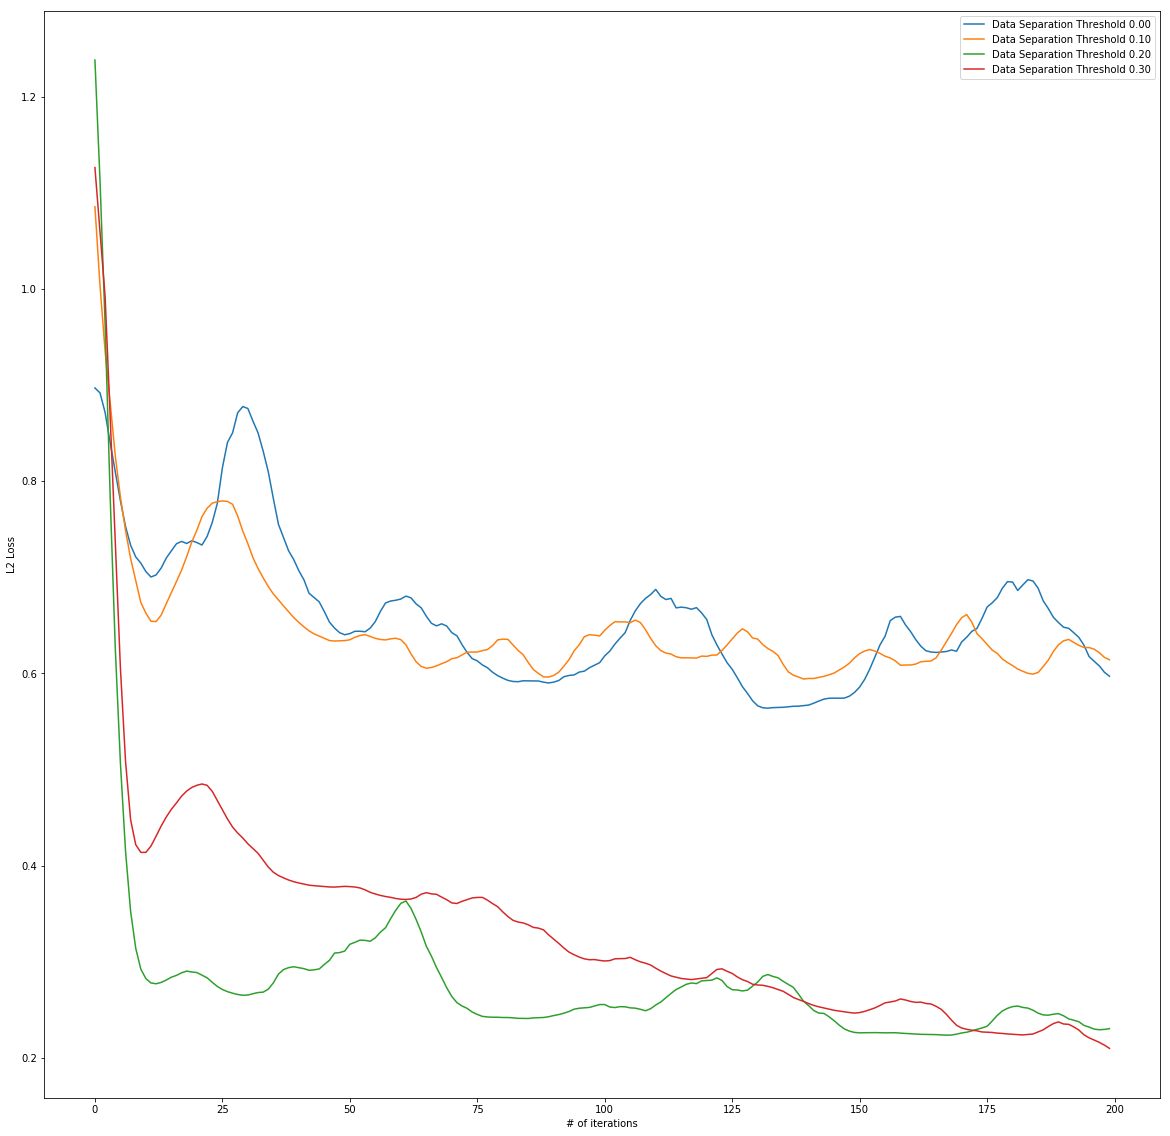 Data Separation Threshold 0.00
Data Separation Threshold 0.10
Data Separation Threshold 0.20
Data Separation Threshold 0.30
1.2
1.0
0.8
0.6
0.4
0.2
L2 Loss
0 25 50 75 100 125 150 175 200
# of iterations